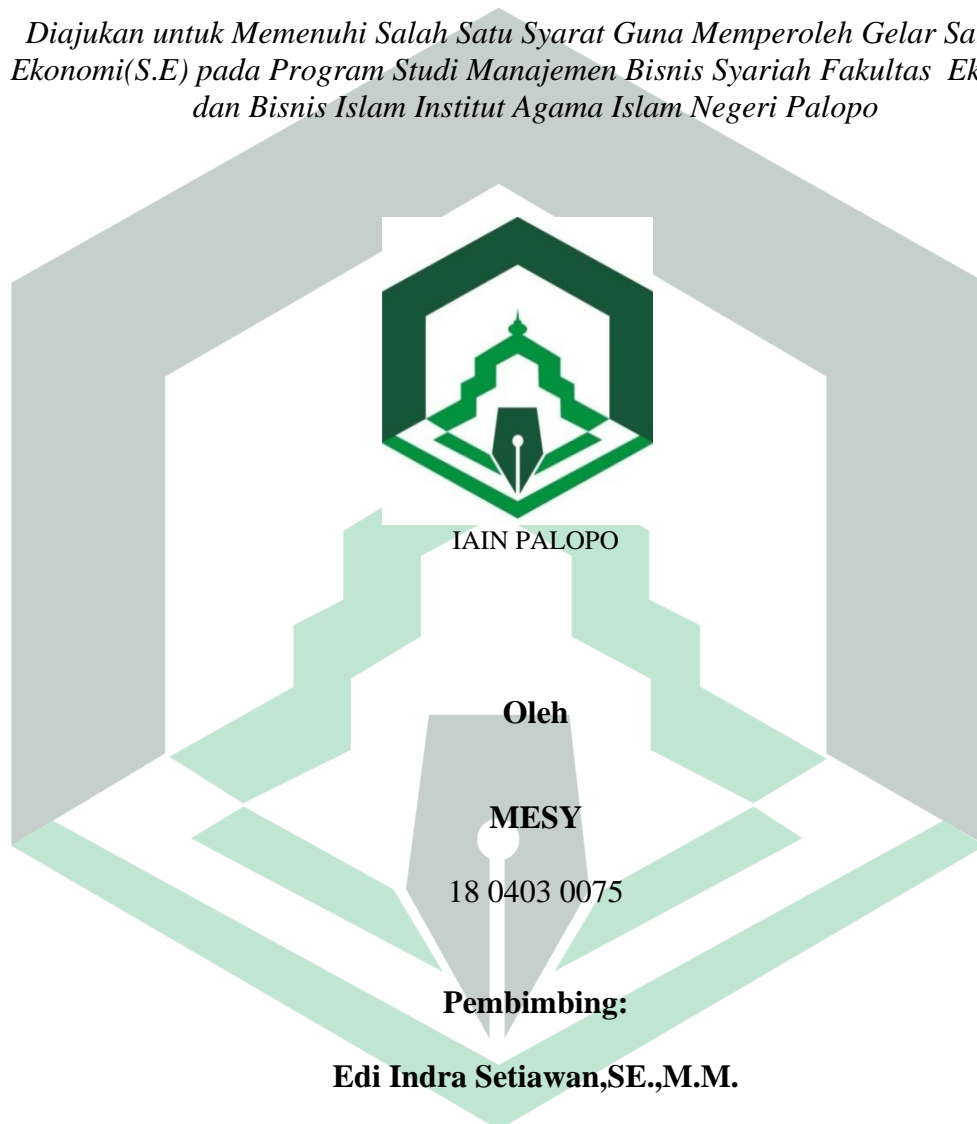 Diajukan untuk Memenuhi Salah Satu Syarat Guna Memperoleh Gelar Sa
Ekonomi(S.E) pada Program Studi Manajemen Bisnis Syariah Fakultas Ek
dan Bisnis Islam Institut Agama Islam Negeri Palopo
IAIN PALOPO
Oleh
MESY
18 0403 0075
Pembimbing:
Edi Indra Setiawan,SE.,M.M.